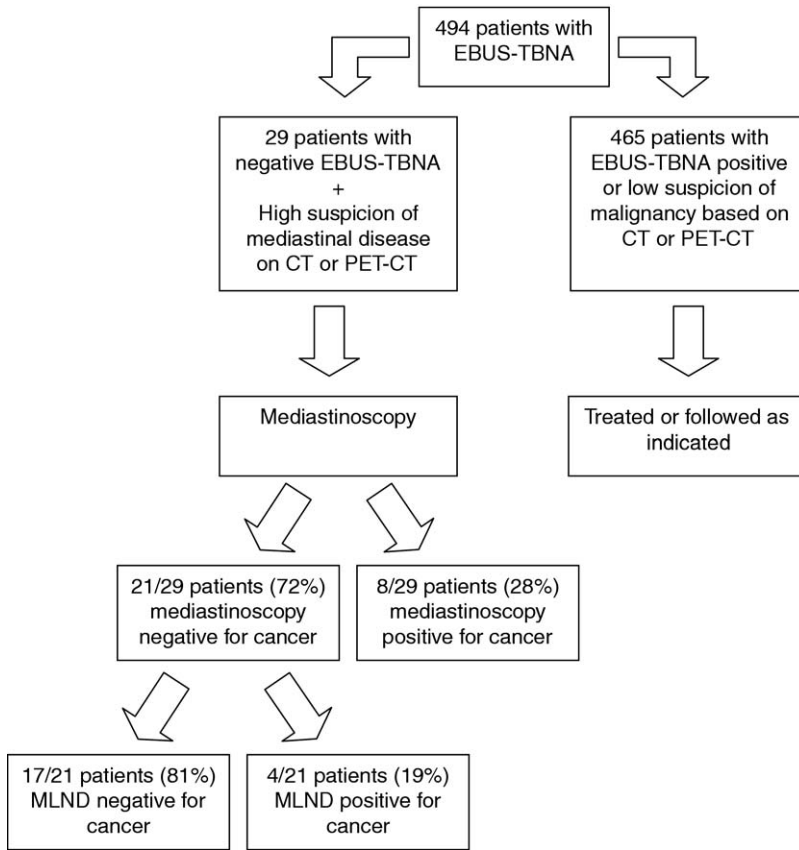 494 patients with
EBUS-TBNA
29 patients with
negative EBUS-TBNA
+
High suspicion of
mediastinal disease
on CT or PET-CT
465 patients with
EBUS-TBNA positive
or low suspicion of
malignancy based on
CT or PET-CT
Mediastinoscopy
Treated or followed as
indicated
21/29 patients (72%)
mediastinoscopy
negative for cancer
8/29 patients (28%)
mediastinoscopy
positive for cancer
17/21 patients (81%)
MLND negative for
cancer
4/21 patients (19%)
MLND positive for
cancer